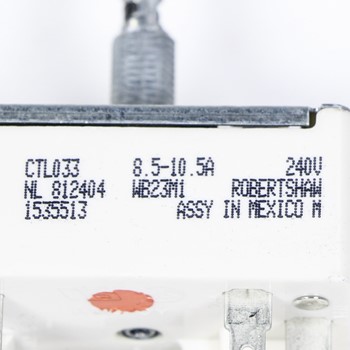 CTL033 8.5-10.5A 240V
NL 812404 WB23M1 ROBERTSHAW
1535513 ASSY IN MEXICO M